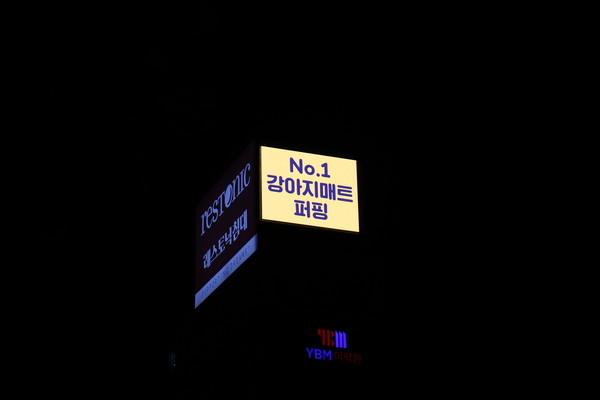 No.1
강아지매트
퍼핑
resTonic
레스토닉침대
YBM